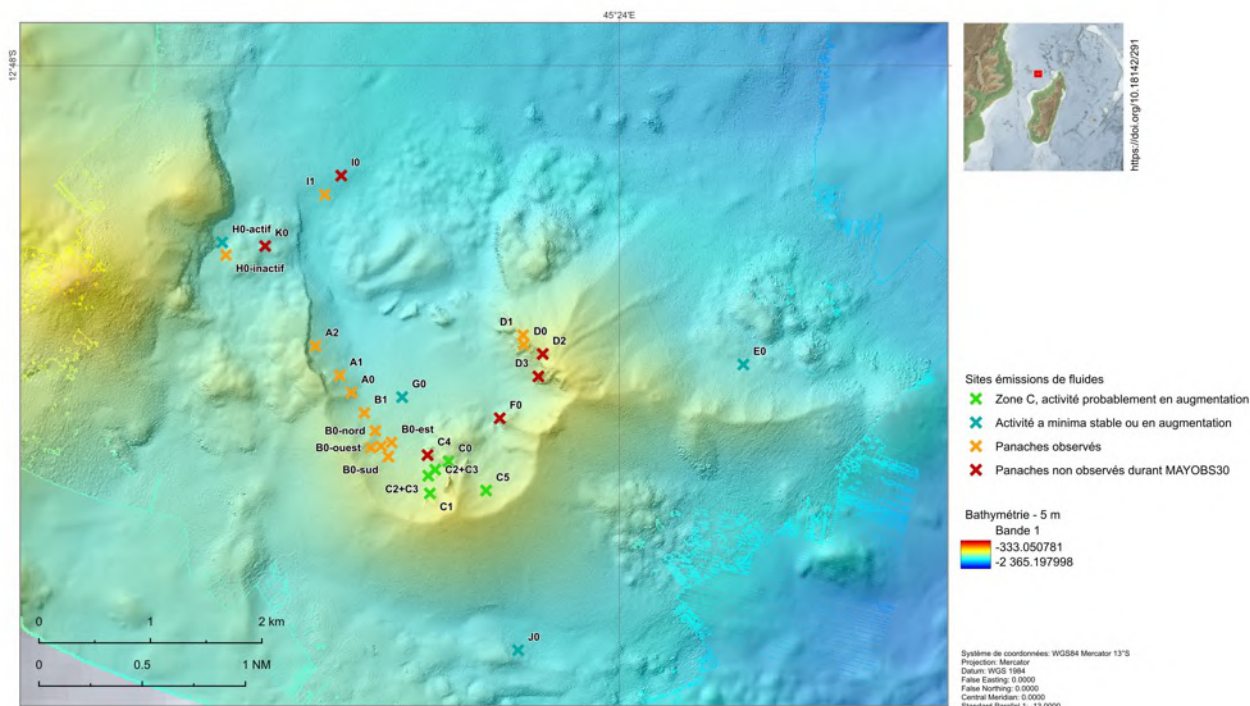 45°24'E
12°48'S
https://doi.org/10.18142/291
I0
I1
H0-actif
K0
H0-inactif
D1
D0
A2
D2
E0
D3
A1
A0
G0
B1
F0
B0-nord
B0-est
B0-ouest
C4
C0
B0-sud
C2+C3
C5
C2+C3
C1
J0
0 1 2 km
0 0.5 1 NM
Sites émissions de fluides
Zone C, activité probablement en augmentation
Activité a minima stable ou en augmentation
Panaches observés
Panaches non observés durant MAYOBS30
Bathymétrie - 5 m
Bande 1
-333.050781
-2 365.197998
Système de coordonnées: WGS84 Mercator 13°S
Projection: Mercator
Datum: WGS 1984
False Easting: 0.0000
False Northing: 0.0000
Central Meridian: 0.0000
Standard Parallel 1: -13.0000